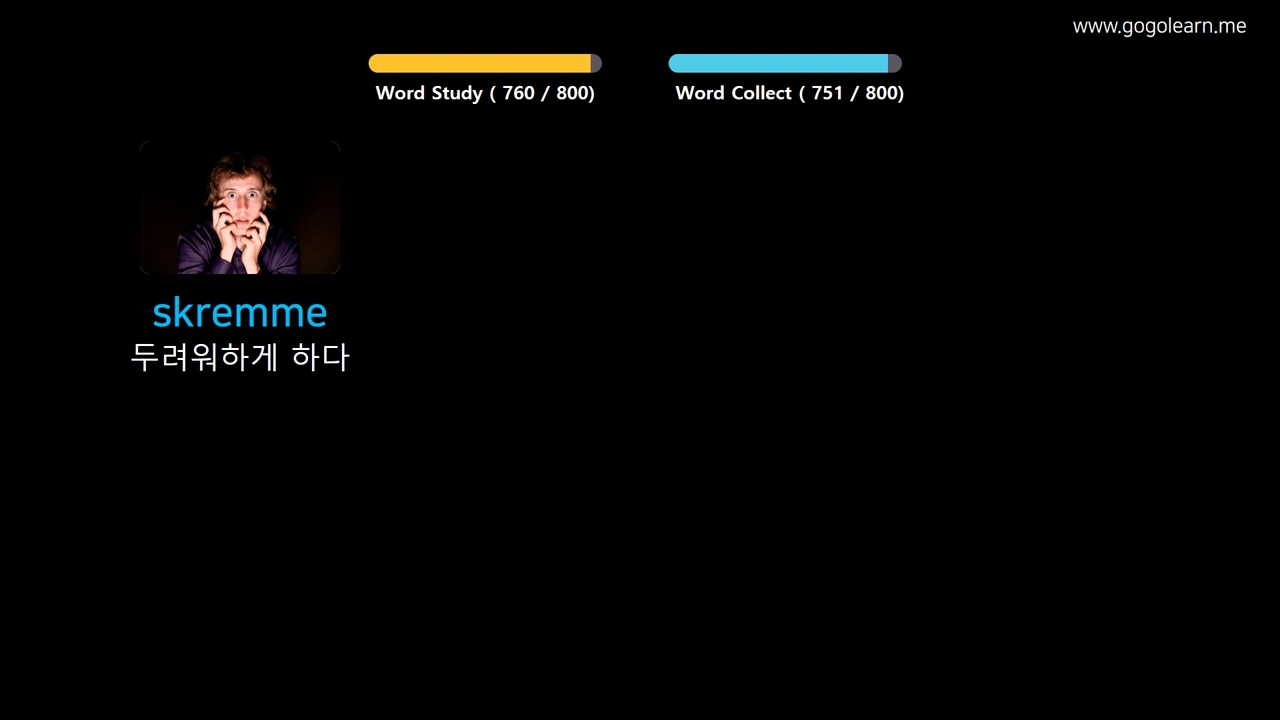 www.gogolearn.me
Word Study ( 760 / 800)
Word Collect ( 751 / 800)
skremme
두려워하게 하다